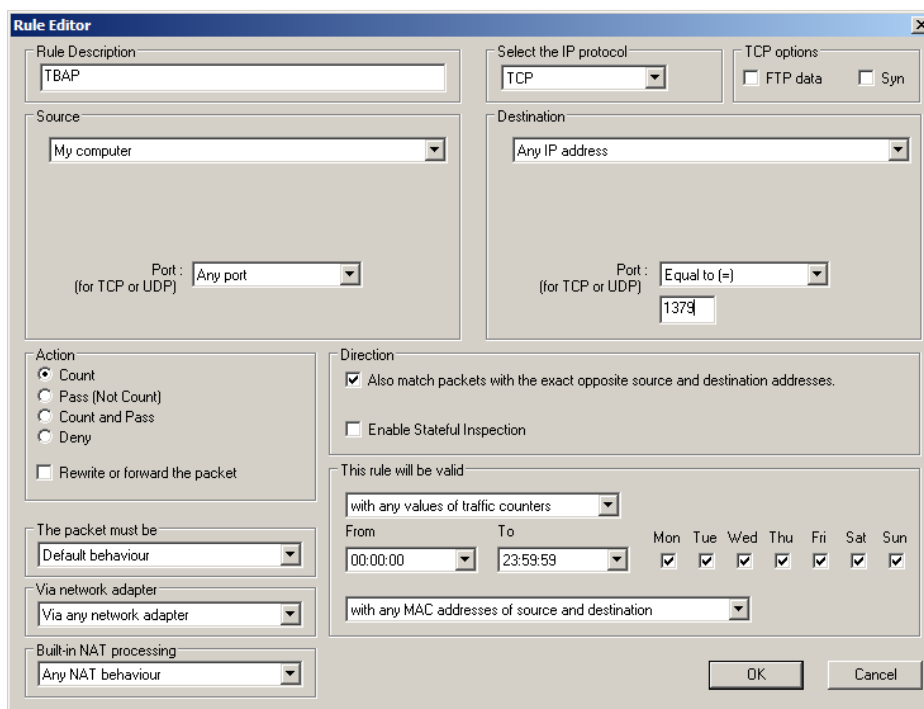 Rule Editor
Rule Description
TBAP
Select the IP protocol
TCP
TCP options
FTP data
Syn
Source
My computer
Port :
(for TCP or UDP)
Any port
Destination
Any IP address
Port :
(for TCP or UDP)
Equal to (=)
1379
Action
Count
Pass (Not Count)
Count and Pass
Deny
Rewrite or forward the packet
Direction
Also match packets with the exact opposite source and destination addresses.
Enable Stateful Inspection
The packet must be
Default behaviour
Via network adapter
Via any network adapter
Built-in NAT processing
Any NAT behaviour
This rule will be valid
with any values of traffic counters
From To
00:00:00 23:59:59
Mon Tue Wed Thu Fri Sat Sun
with any MAC addresses of source and destination
OK Cancel